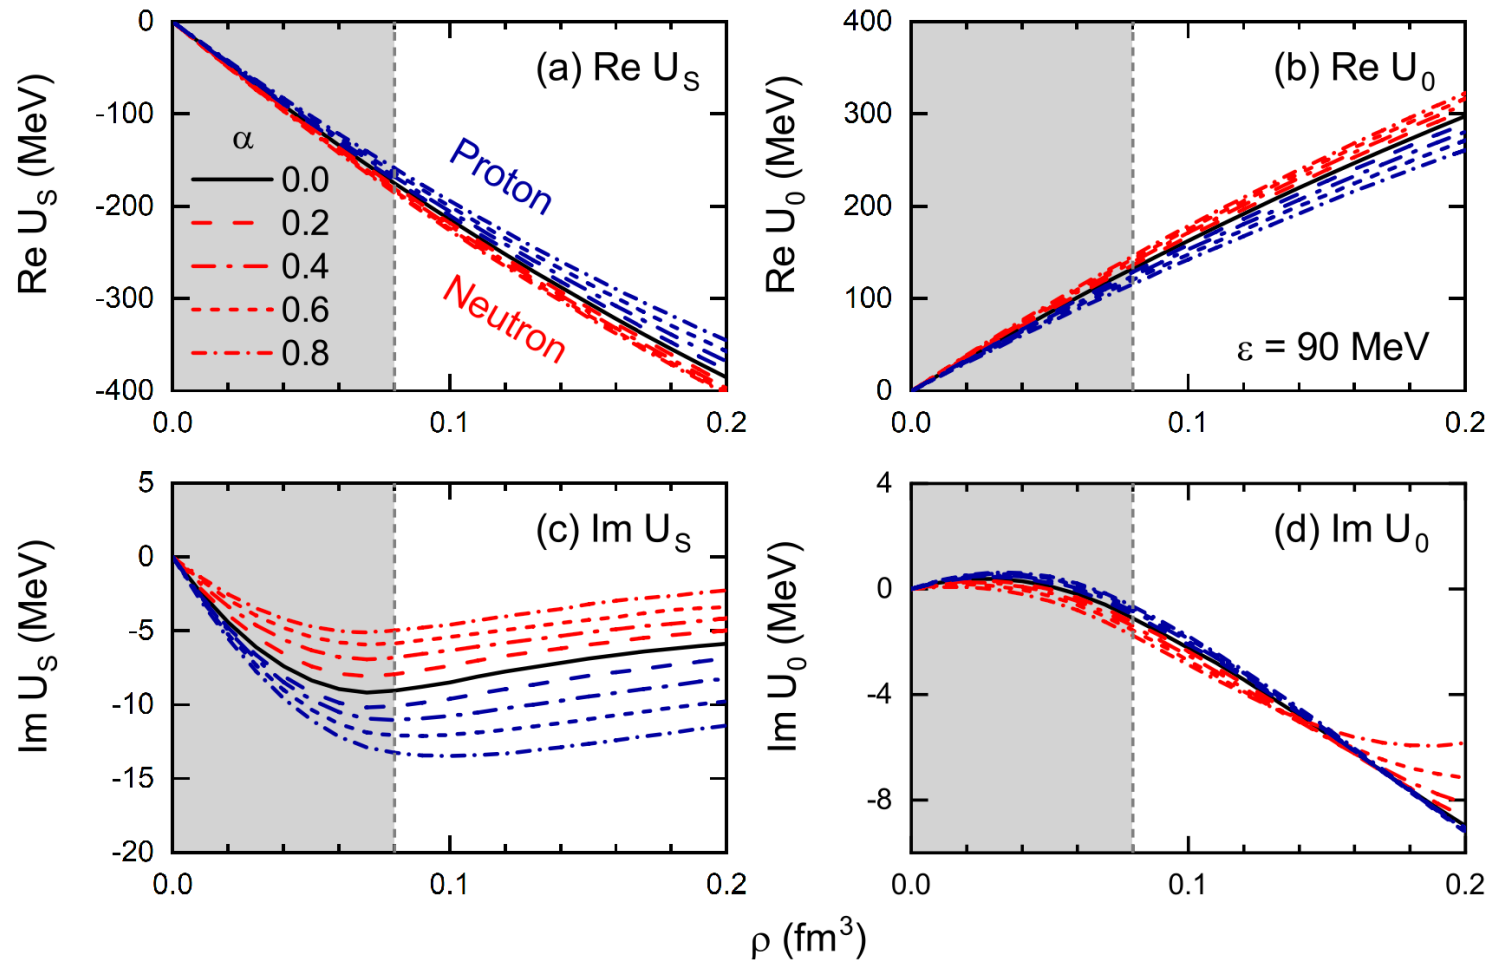 (a) Re U_S
Re U_S (MeV)
0
-100
-200
-300
-400
0.0
0.1
0.2
α
0.0
0.2
0.4
0.6
0.8
Proton
Neutron
(b) Re U_0
Re U_0 (MeV)
400
300
200
100
0
0.0
0.1
0.2
ε = 90 MeV
(c) Im U_S
Im U_S (MeV)
5
0
-5
-10
-15
-20
0.0
0.1
0.2
(d) Im U_0
Im U_0 (MeV)
4
0
-4
-8
0.0
0.1
0.2
ρ (fm³)